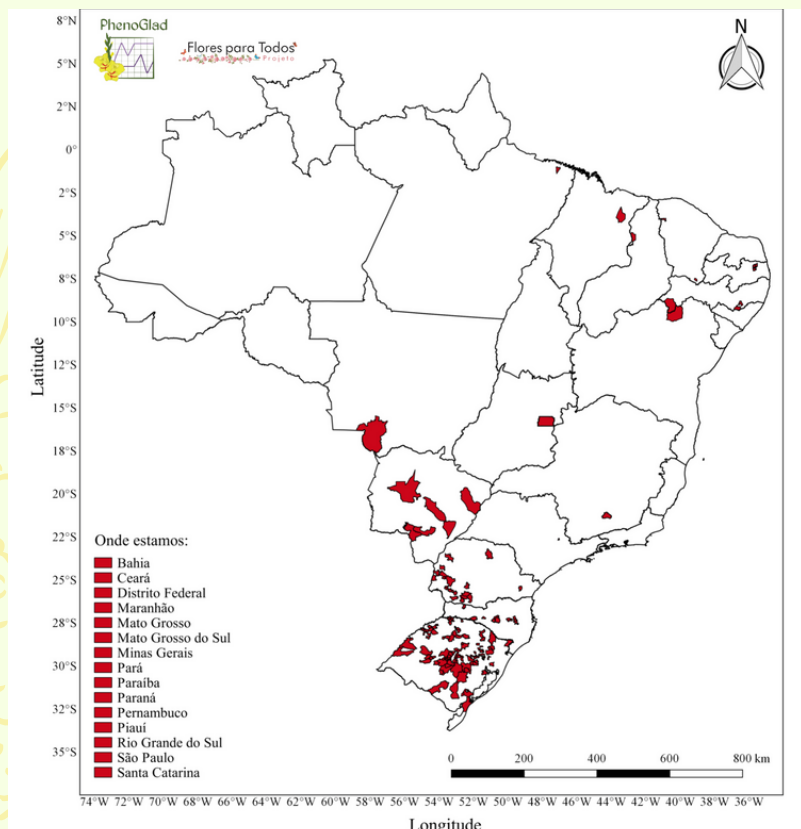 PhenoGlad
Flores para Todos
Projeto
N
8°N
5°N
2°N
0°
2°S
5°S
8°S
10°S
12°S
15°S
18°S
20°S
22°S
25°S
28°S
30°S
32°S
35°S
Latitude
Onde estamos:
Bahia
Ceará
Distrito Federal
Maranhão
Mato Grosso
Mato Grosso do Sul
Minas Gerais
Pará
Paraíba
Paraná
Pernambuco
Piauí
Rio Grande do Sul
São Paulo
Santa Catarina
0 200 400 600 800 km
74°W 72°W 70°W 68°W 66°W 64°W 62°W 60°W 58°W 56°W 54°W 52°W 50°W 48°W 46°W 44°W 42°W 40°W 38°W 36°W
Longitude